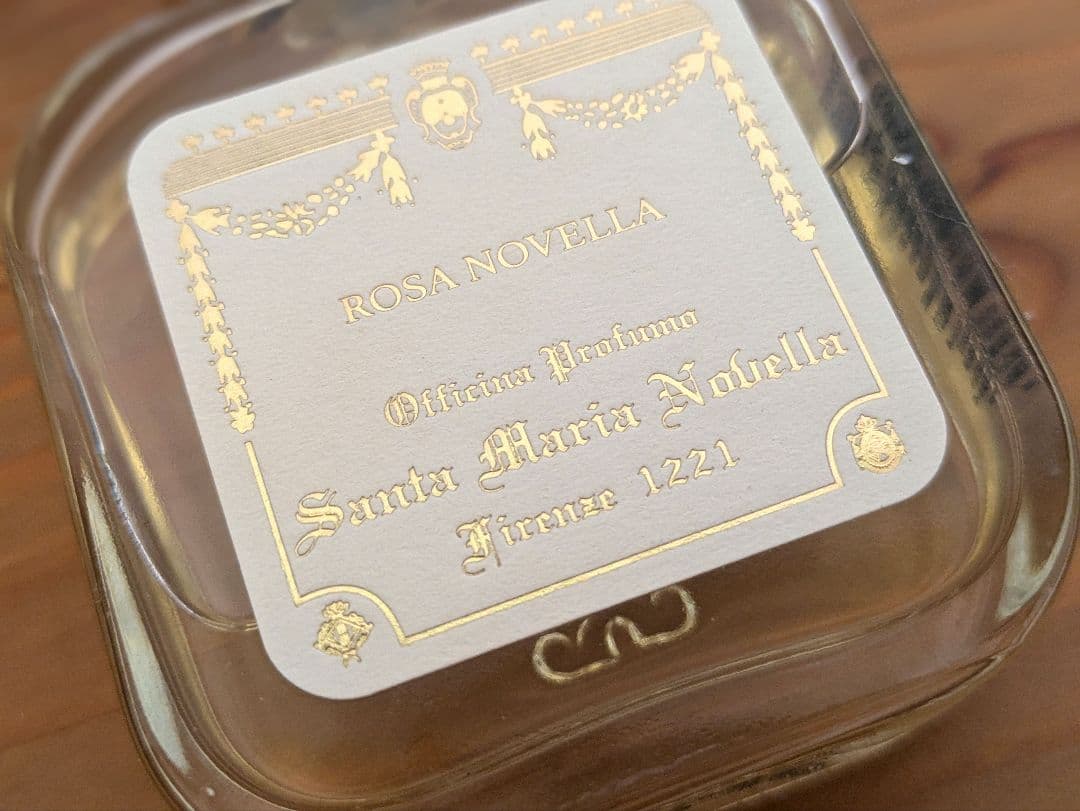 ROSA NOVELLA
Officina Profumo
Santa Maria Novella
Firenze 1221